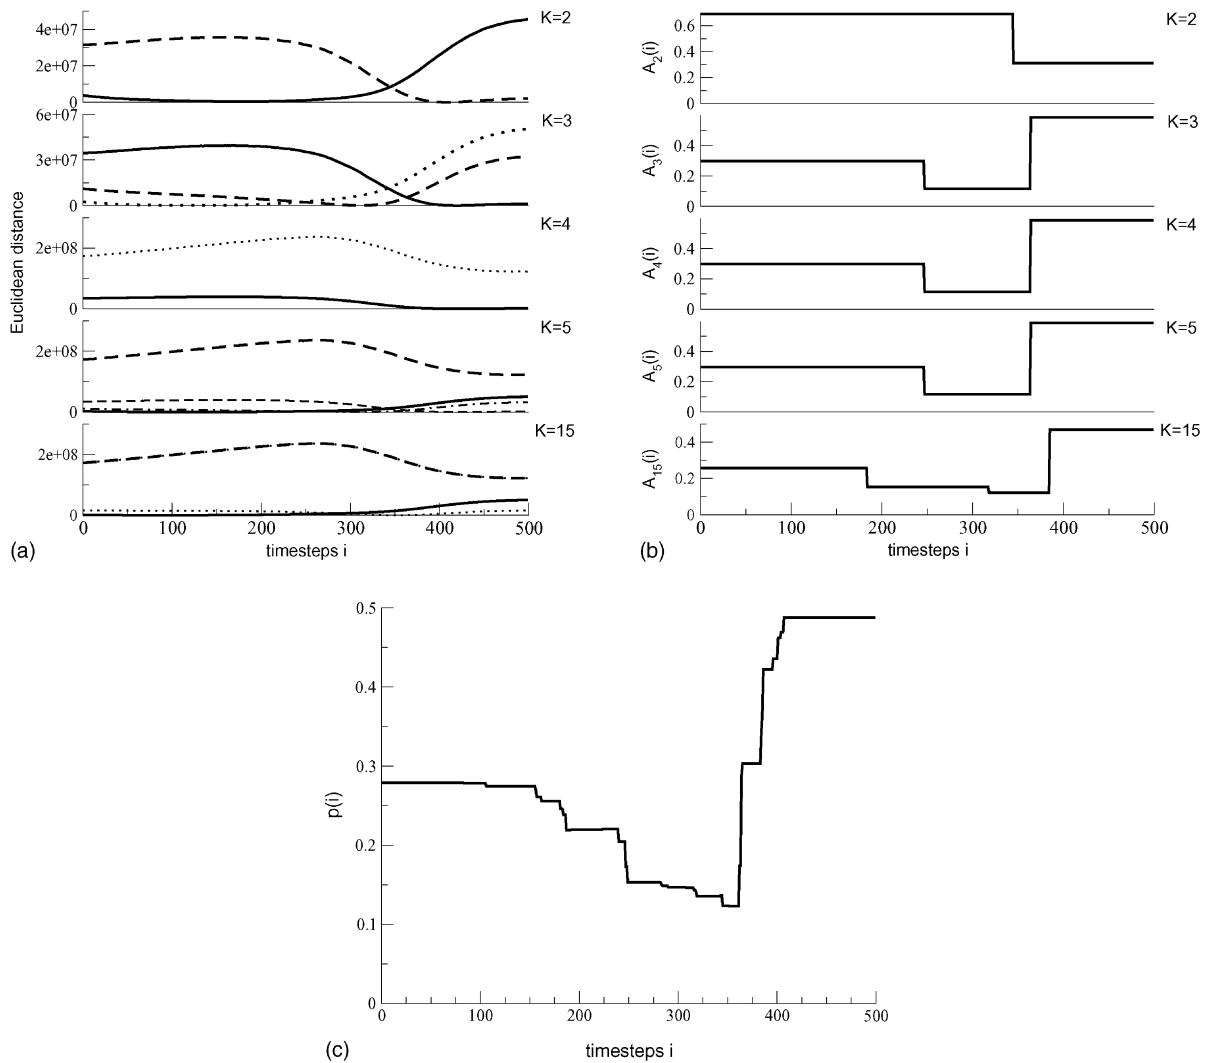 4e+07
2e+07
0
K=2
6e+07
3e+07
0
K=3
2e+08
0
K=4
2e+08
0
K=5
2e+08
0
K=15
Euclidean distance
0 100 200 300 400 500
timesteps i
(a)
0.6
0.4
0.2
0
A2(i)
K=2
0.4
0.2
0
A3(i)
K=3
0.4
0.2
0
A4(i)
K=4
0.4
0.2
0
A5(i)
K=5
0.4
0.2
0
A15(i)
K=15
0 100 200 300 400 500
timesteps i
(b)
0.5
0.4
0.3
0.2
0.1
0
p(i)
0 100 200 300 400 500
timesteps i
(c)